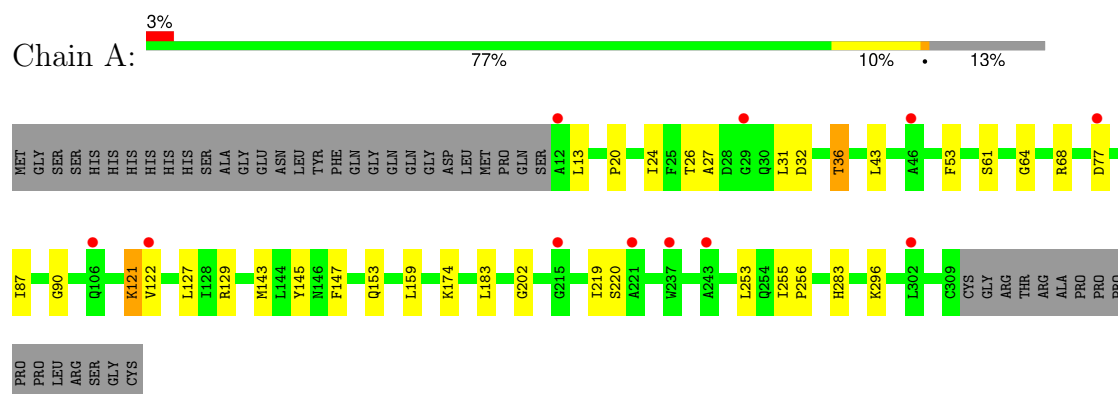 3%
Chain A:
77% 10% • 13%
MET GLY SER SER HIS HIS HIS HIS HIS HIS SER ALA GLY GLU ASN LEU TYR PHE GLN GLY GLN GLN GLY ASP LEU MET PRO GLN SER A12 L13 P20 I24 F25 T26 A27 D28 G29 Q30 L31 D32 T36 L43 A46 F53 S61 G64 R68 D77
I87 G90 Q106 K121 V122 L127 I128 R129 M143 L144 Y145 N146 F147 Q153 L159 K174 L183 G202 G215 I219 S220 A221 W237 A243 L253 Q254 I255 P256 H283 K296 L302 C309 CYS GLY ARG THR ARG ALA PRO PRO PRO
PRO PRO LEU ARG SER GLY CYS